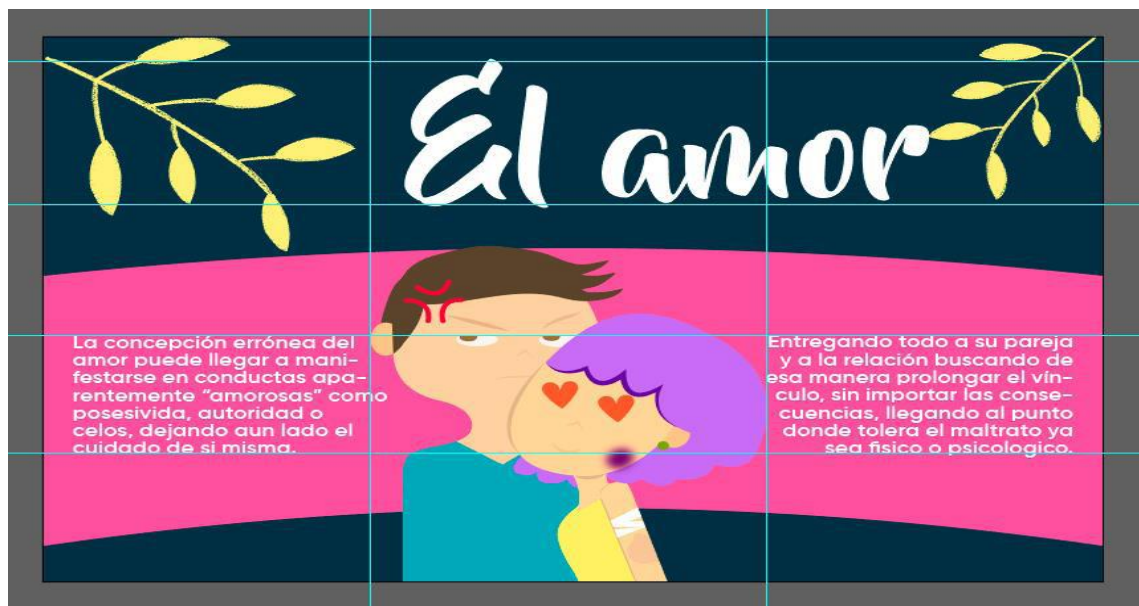 El amor
La concepción errónea del
amor puede llegar a mani-
festarse en conductas apa-
rentemente “amorosas” como
posesivida, autoridad o
celos, dejando aun lado el
cuidado de si misma.
Entregando todo a su pareja
y a la relación buscando de
esa manera prolongar el vín-
culo, sin importar las conse-
cuencias, llegando al punto
donde tolera el maltrato ya
sea fisico o psicologico.